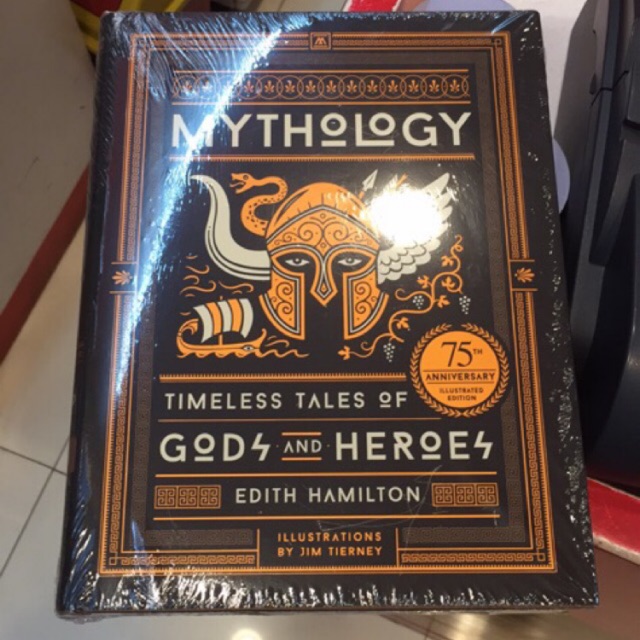 MYTHOLOGY
75TH
ANNIVERSARY
ILLUSTRATED
EDITION
TIMELESS TALES OF
GODS AND HEROES
EDITH HAMILTON
ILLUSTRATIONS
BY JIM TIERNEY